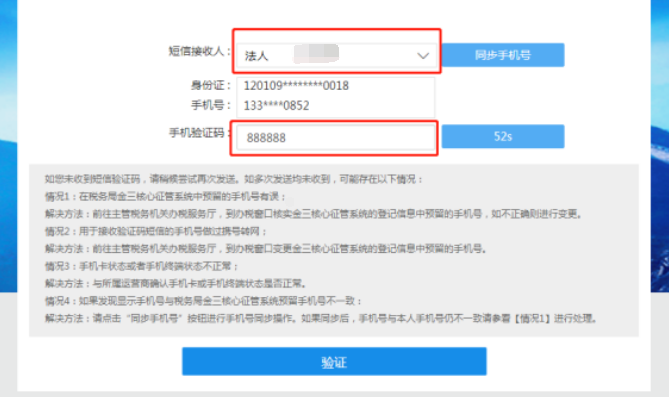 短信接收人： 法人 同步手机号
身份证： 120109********0018
手机号： 133****0852
手机验证码： 888888 52s
如您未收到短信验证码，请稍候尝试再次发送。如多次发送均未收到，可能存在以下情况：
情况1：在税务局金三核心征管系统中预留的手机号有误；
解决方法：前往主管税务机关办税服务厅，到办税窗口核实金三核心征管系统的登记信息中预留的手机号，如不正确则进行变更。
情况2：用于接收验证码短信的手机号做过携号转网；
解决方法：前往主管税务机关办税服务厅，到办税窗口变更金三核心征管系统的登记信息中预留的手机号。
情况3：手机卡状态或者手机终端状态不正常；
解决方法：与所属运营商确认手机卡或手机终端状态是否正常。
情况4：如果发现显示手机号与税务局金三核心征管系统预留手机号不一致；
解决方法：请点击“同步手机号”按钮进行手机号同步操作。如果同步后，手机号与本人手机号仍不一致请参看【情况1】进行处理。
验证